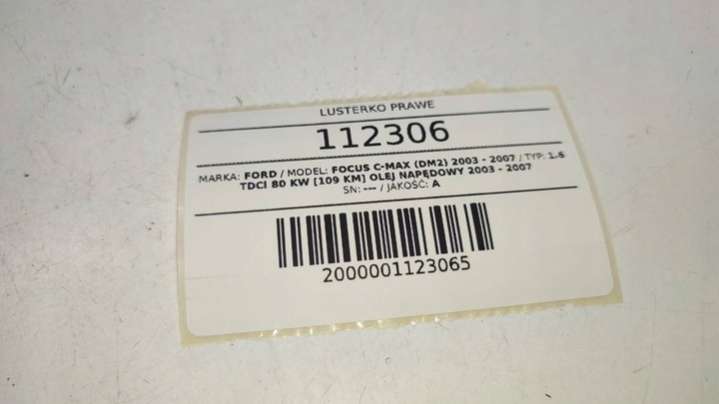 LUSTERKO PRAWE
112306
MARKA: FORD / MODEL: FOCUS C-MAX (DM2) 2003 - 2007 / TYP: 1.6
TDCI 80 KW [109 KM] OLEJ NAPĘDOWY 2003 - 2007
SN: --- / JAKOŚĆ: A
2000001123065